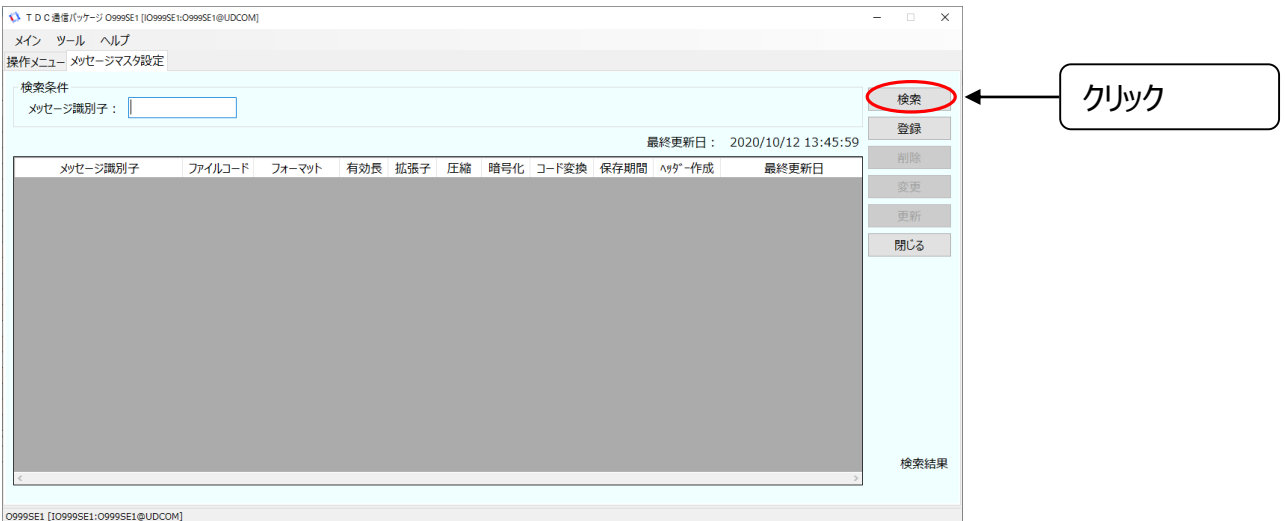 ＴＤＣ通信パッケージ O999SE1 [IO999SE1:O999SE1@UDCOM]
メイン ツール ヘルプ
操作メニュー メッセージマスタ設定
検索条件
メッセージ識別子：
検索
クリック
登録
最終更新日： 2020/10/12 13:45:59
削除
メッセージ識別子 ファイルコード フォーマット 有効長 拡張子 圧縮 暗号化 コード変換 保存期間 ﾍｯﾀﾞｰ作成 最終更新日
変更
更新
閉じる
検索結果
O999SE1 [IO999SE1:O999SE1@UDCOM]